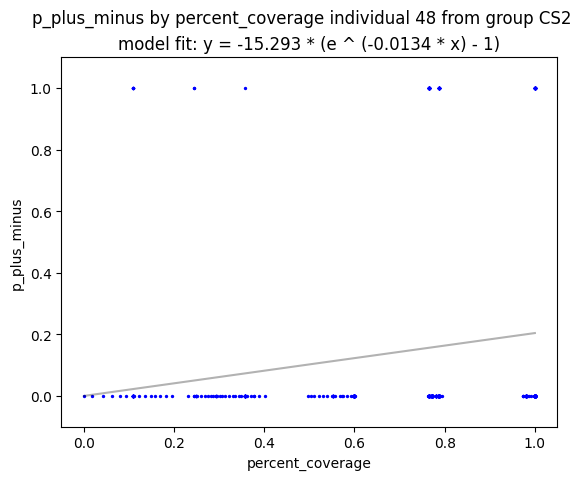 p_plus_minus by percent_coverage individual 48 from group CS2
model fit: y = -15.293 * (e ^ (-0.0134 * x) - 1)
1.0
0.8
0.6
0.4
0.2
0.0
p_plus_minus
0.0 0.2 0.4 0.6 0.8 1.0
percent_coverage